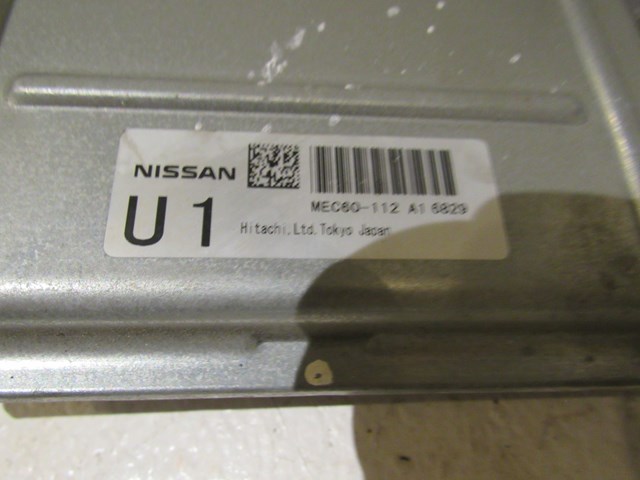 NISSAN
MEC60-112 A1 6829
U1 Hitachi.Ltd.Tokyo Japan